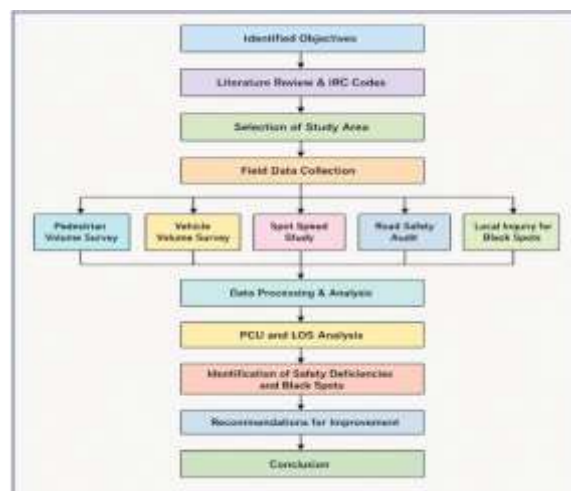 Identified Objectives
Literature Review & IRC Codes
Selection of Study Area
Field Data Collection
Pedestrian
Volume Survey
Vehicle
Volume Survey
Spot Speed
Study
Road Safety
Audit
Local Inquiry for
Black Spots
Data Processing & Analysis
PCU and LOS Analysis
Identification of Safety Deficiencies
and Black Spots
Recommendations for Improvement
Conclusion